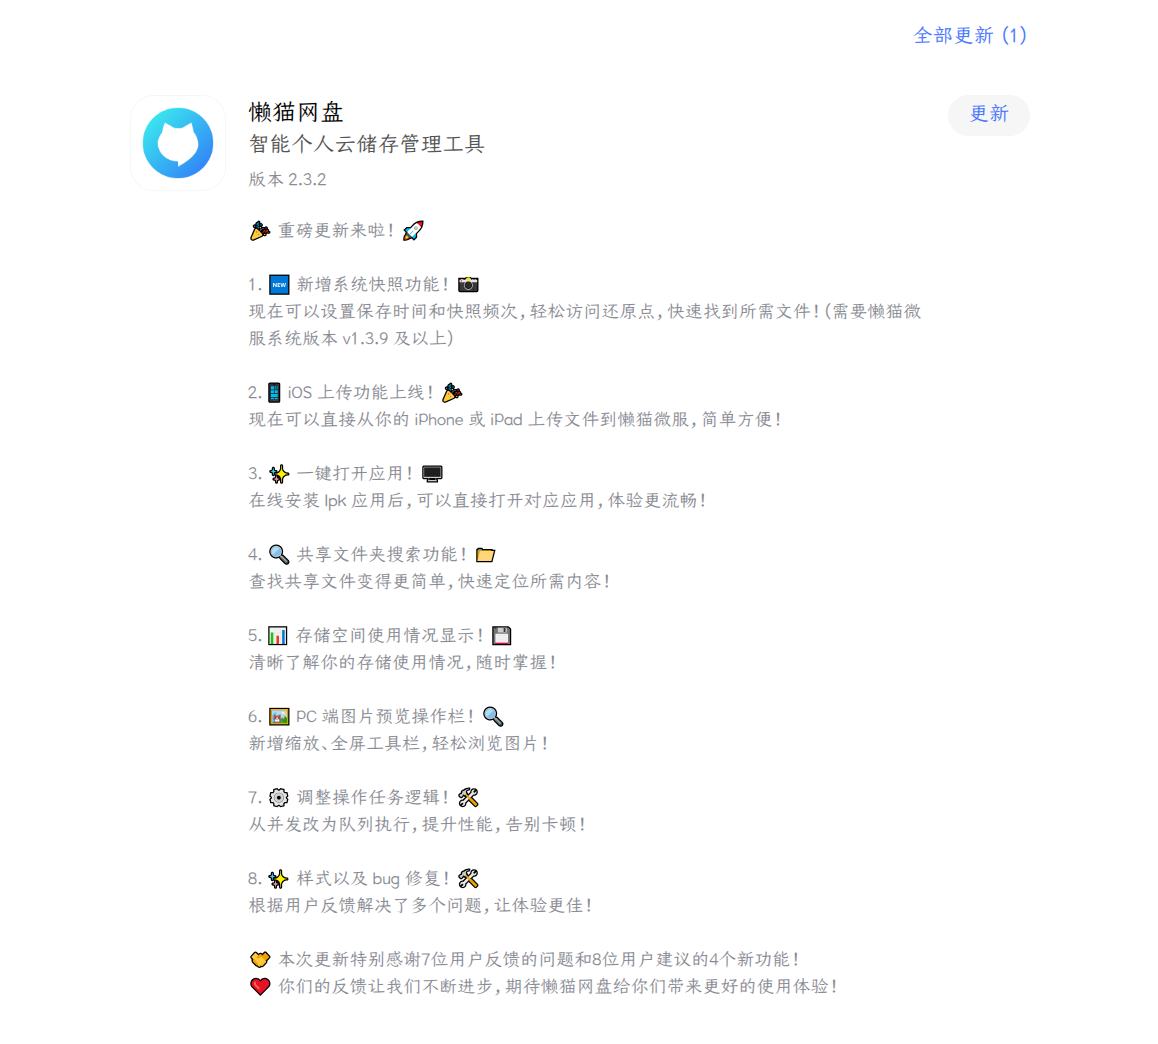 全部更新 (1)
懒猫网盘
更新
智能个人云储存管理工具
版本 2.3.2
🎉 重磅更新来啦！🚀
1. 🆕 新增系统快照功能！📷
现在可以设置保存时间和快照频次，轻松访问还原点，快速找到所需文件！（需要懒猫微
服系统版本 v1.3.9 及以上）
2.📱 iOS 上传功能上线！🎉
现在可以直接从你的 iPhone 或 iPad 上传文件到懒猫微服，简单方便！
3. ✨ 一键打开应用！🖥️
在线安装 lpk 应用后，可以直接打开对应应用，体验更流畅！
4. 🔍 共享文件夹搜索功能！📂
查找共享文件变得更简单，快速定位所需内容！
5. 📊 存储空间使用情况显示！💾
清晰了解你的存储使用情况，随时掌握！
6. 🖼️ PC 端图片预览操作栏！🔍
新增缩放、全屏工具栏，轻松浏览图片！
7. ⚙️ 调整操作任务逻辑！🛠️
从并发改为队列执行，提升性能，告别卡顿！
8. ✨ 样式以及 bug 修复！🛠️
根据用户反馈解决了多个问题，让体验更佳！
🤝 本次更新特别感谢7位用户反馈的问题和8位用户建议的4个新功能！
❤️ 你们的反馈让我们不断进步，期待懒猫网盘给你们带来更好的使用体验！